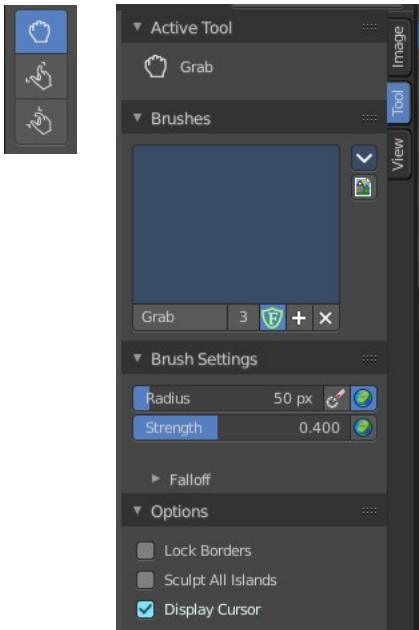 Active Tool
Grab
Brushes
Grab 3 F
Brush Settings
Radius 50 px
Strength 0.400
Falloff
Options
Lock Borders
Sculpt All Islands
Display Cursor
Image
Tool
View